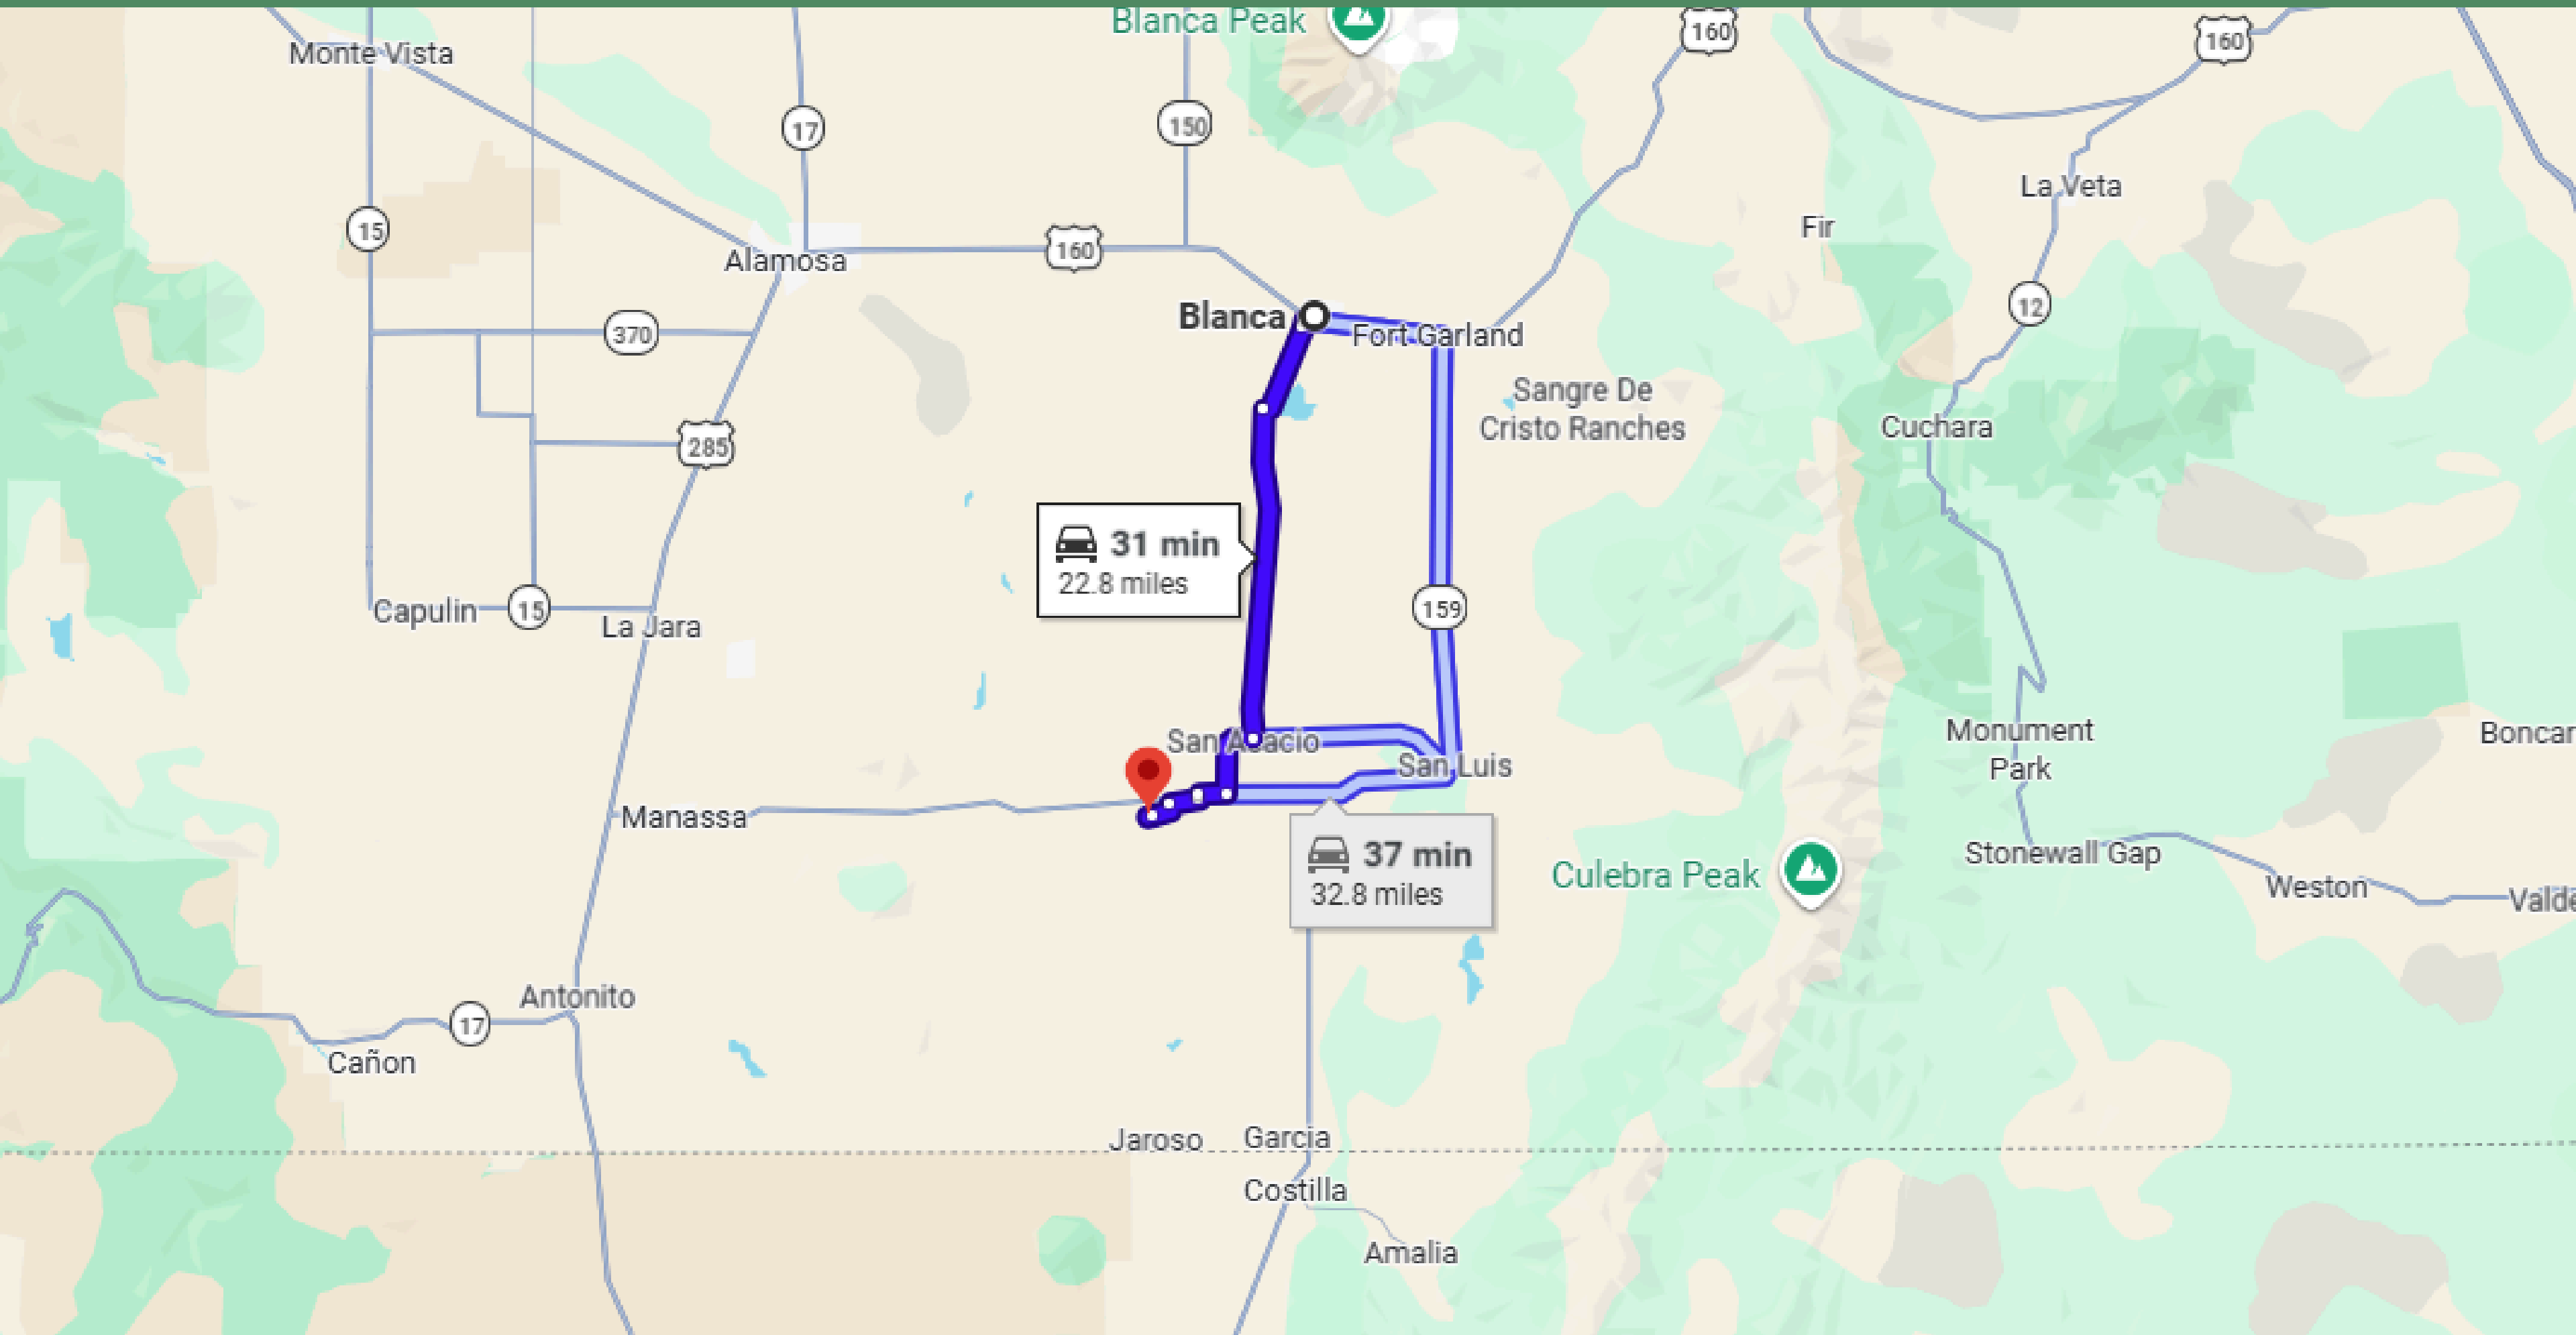 Blanca Peak
160
160
Monte Vista
17
150
La Veta
15
Fir
160
Alamosa
12
Blanca
370
Fort Garland
Sangre De
Cristo Ranches
Cuchara
285
31 min
22.8 miles
159
Capulin
15
La Jara
Monument
Park
Boncar
San Acacio
San Luis
Manassa
37 min
32.8 miles
Stonewall Gap
Culebra Peak
Weston
Valde
Antonito
17
Cañon
Jaroso
Garcia
Costilla
Amalia